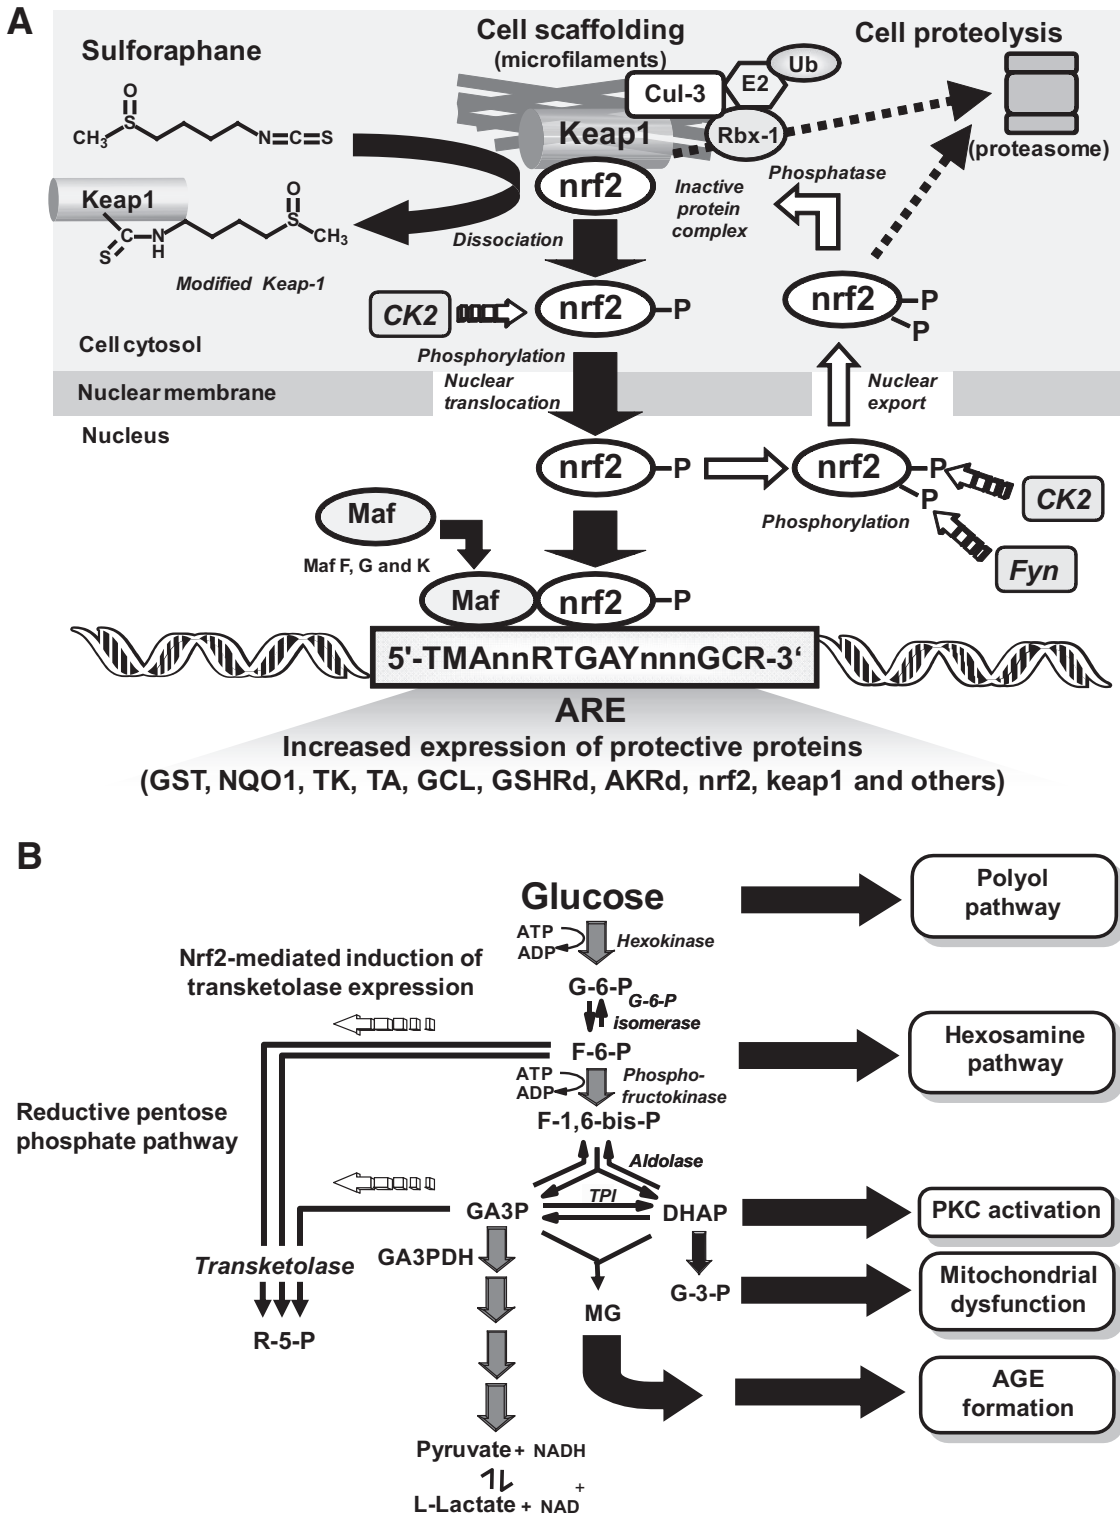 A
Sulforaphane
Cell scaffolding
(microfilaments)
Cell proteolysis
Cul-3
E2
Ub
Keap1
Rbx-1
(proteasome)
O
S
CH3
N=C=S
Keap1
nrf2
Inactive
protein
complex
Phosphatase
O
S
CH3
C
N
H
S
Modified Keap-1
Dissociation
CK2
nrf2
P
nrf2
P
P
Cell cytosol
Phosphorylation
Nuclear membrane
Nuclear
translocation
Nuclear
export
Nucleus
nrf2
P
nrf2
P
P
CK2
Phosphorylation
Fyn
Maf
Maf F, G and K
Maf
nrf2
P
5'-TMAnnRTGAYnnnGCR-3‘
ARE
Increased expression of protective proteins
(GST, NQO1, TK, TA, GCL, GSHRd, AKRd, nrf2, keap1 and others)
B
Glucose
Polyol
pathway
ATP
ADP
Hexokinase
Nrf2-mediated induction of
transketolase expression
G-6-P
G-6-P
isomerase
F-6-P
Hexosamine
pathway
ATP
ADP
Phospho-
fructokinase
Reductive pentose
phosphate pathway
F-1,6-bis-P
Aldolase
TPI
GA3P
DHAP
PKC activation
GA3PDH
Transketolase
G-3-P
Mitochondrial
dysfunction
MG
R-5-P
AGE
formation
Pyruvate + NADH
L-Lactate + NAD+